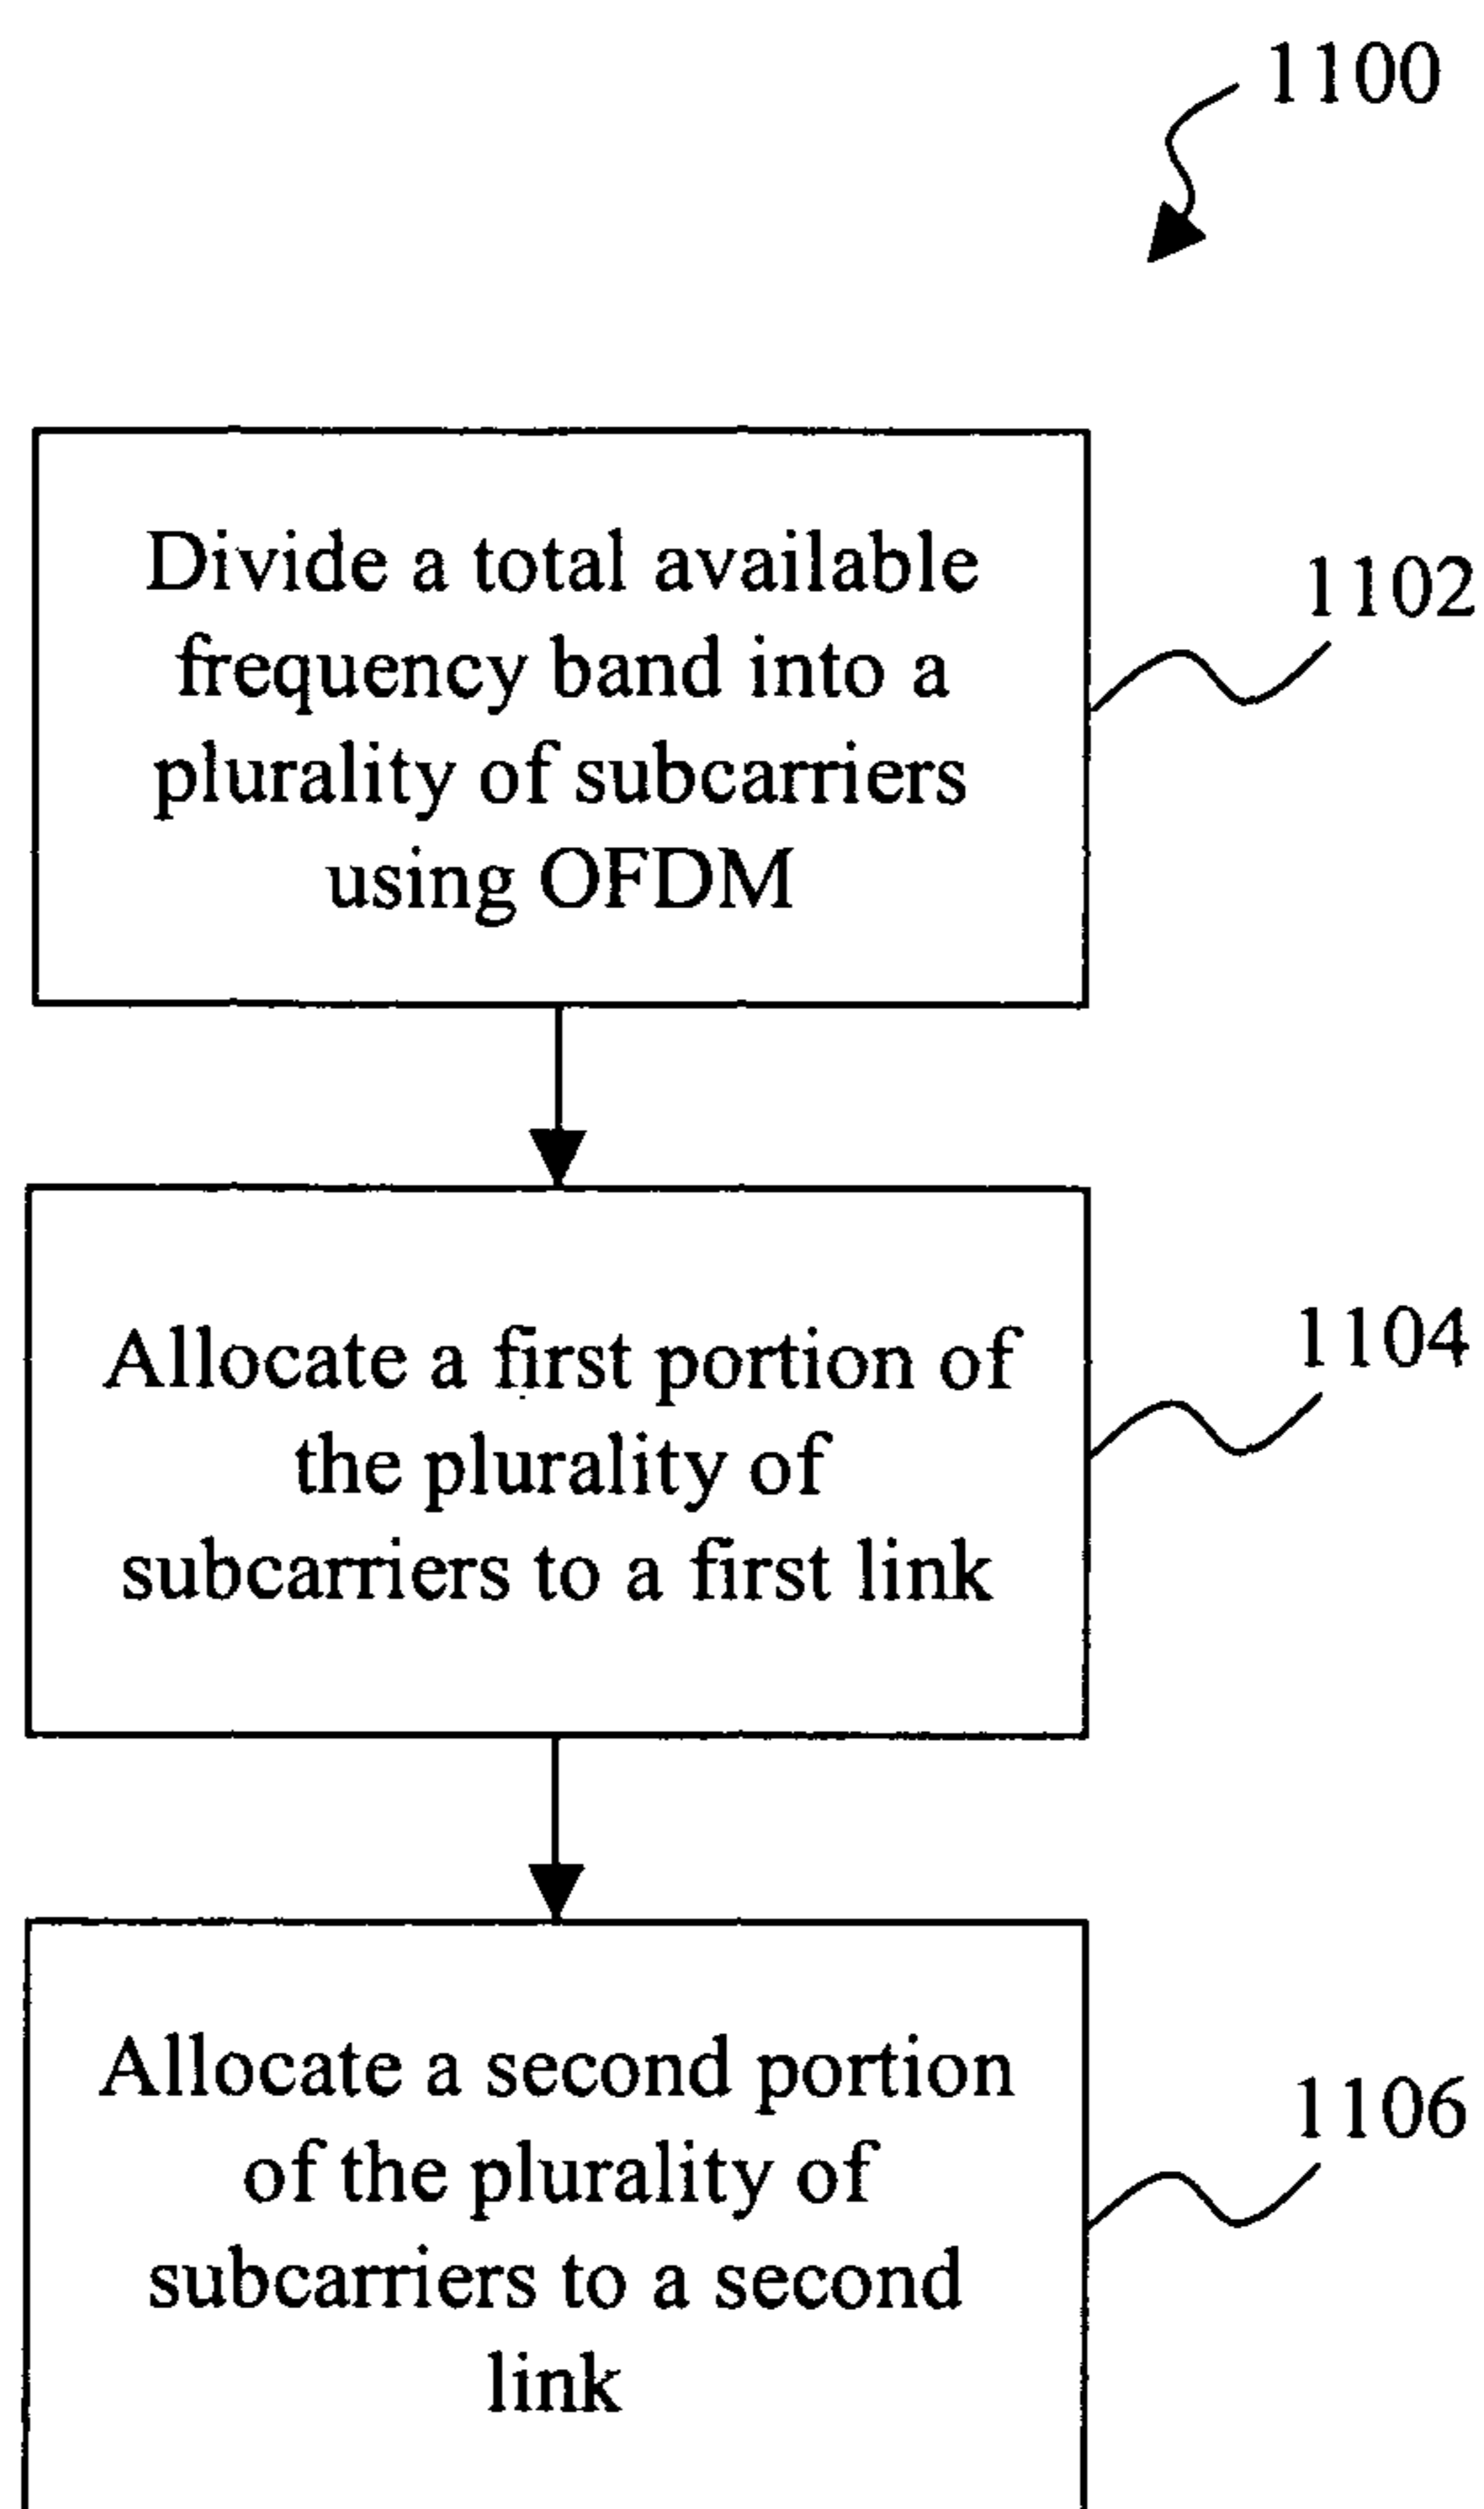 1100
Divide a total available
frequency band into a
plurality of subcarriers
using OFDM
1102
Allocate a first portion of
the plurality of
subcarriers to a first link
1104
Allocate a second portion
of the plurality of
subcarriers to a second
link
1106